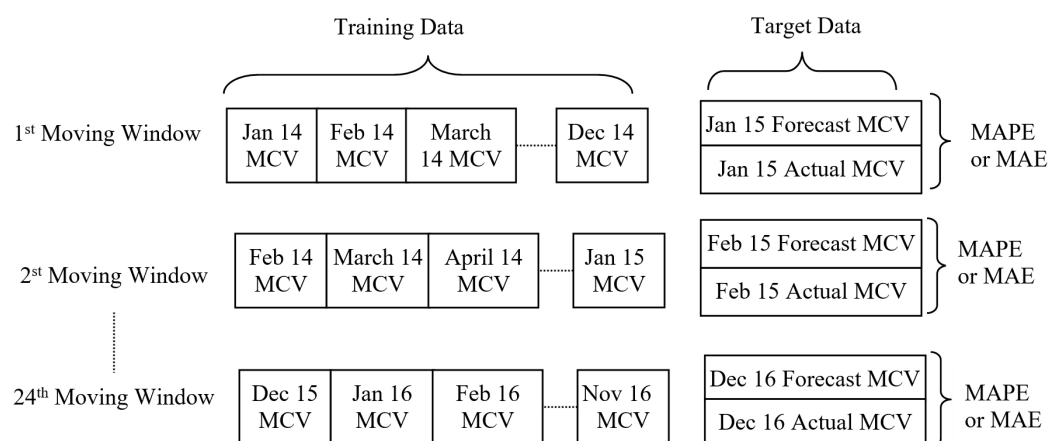 Training Data
Target Data
1st Moving Window
Jan 14
MCV
Feb 14
MCV
March
14 MCV
Dec 14
MCV
Jan 15 Forecast MCV
Jan 15 Actual MCV
MAPE
or MAE
2st Moving Window
Feb 14
MCV
March 14
MCV
April 14
MCV
Jan 15
MCV
Feb 15 Forecast MCV
Feb 15 Actual MCV
MAPE
or MAE
24th Moving Window
Dec 15
MCV
Jan 16
MCV
Feb 16
MCV
Nov 16
MCV
Dec 16 Forecast MCV
Dec 16 Actual MCV
MAPE
or MAE